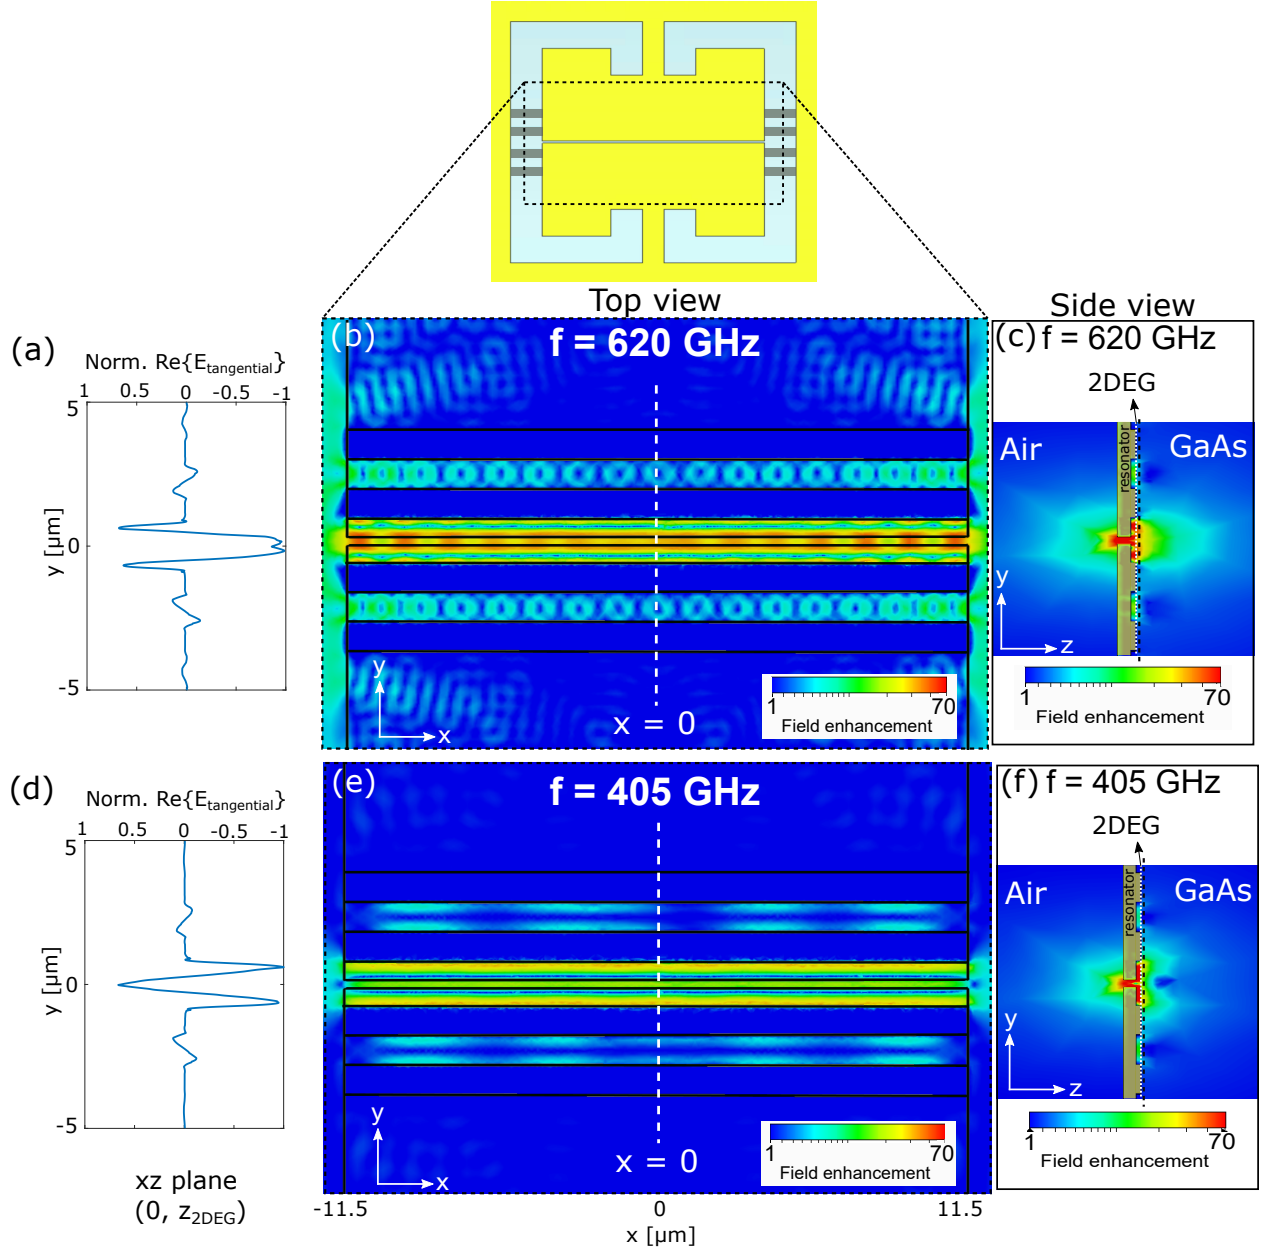 Top view
Side view
(a)
Norm. Re{E_tangential}
1 0.5 0 -0.5 -1
5
0
-5
y [μm]
(b)
f = 620 GHz
y
x
x = 0
1 70
Field enhancement
(c) f = 620 GHz
2DEG
Air
resonator
GaAs
y
z
1 70
Field enhancement
(d)
Norm. Re{E_tangential}
1 0.5 0 -0.5 -1
5
0
-5
y [μm]
xz plane
(0, z_2DEG)
(e)
f = 405 GHz
y
x
x = 0
1 70
Field enhancement
-11.5 0 11.5
x [μm]
(f) f = 405 GHz
2DEG
Air
resonator
GaAs
y
z
1 70
Field enhancement